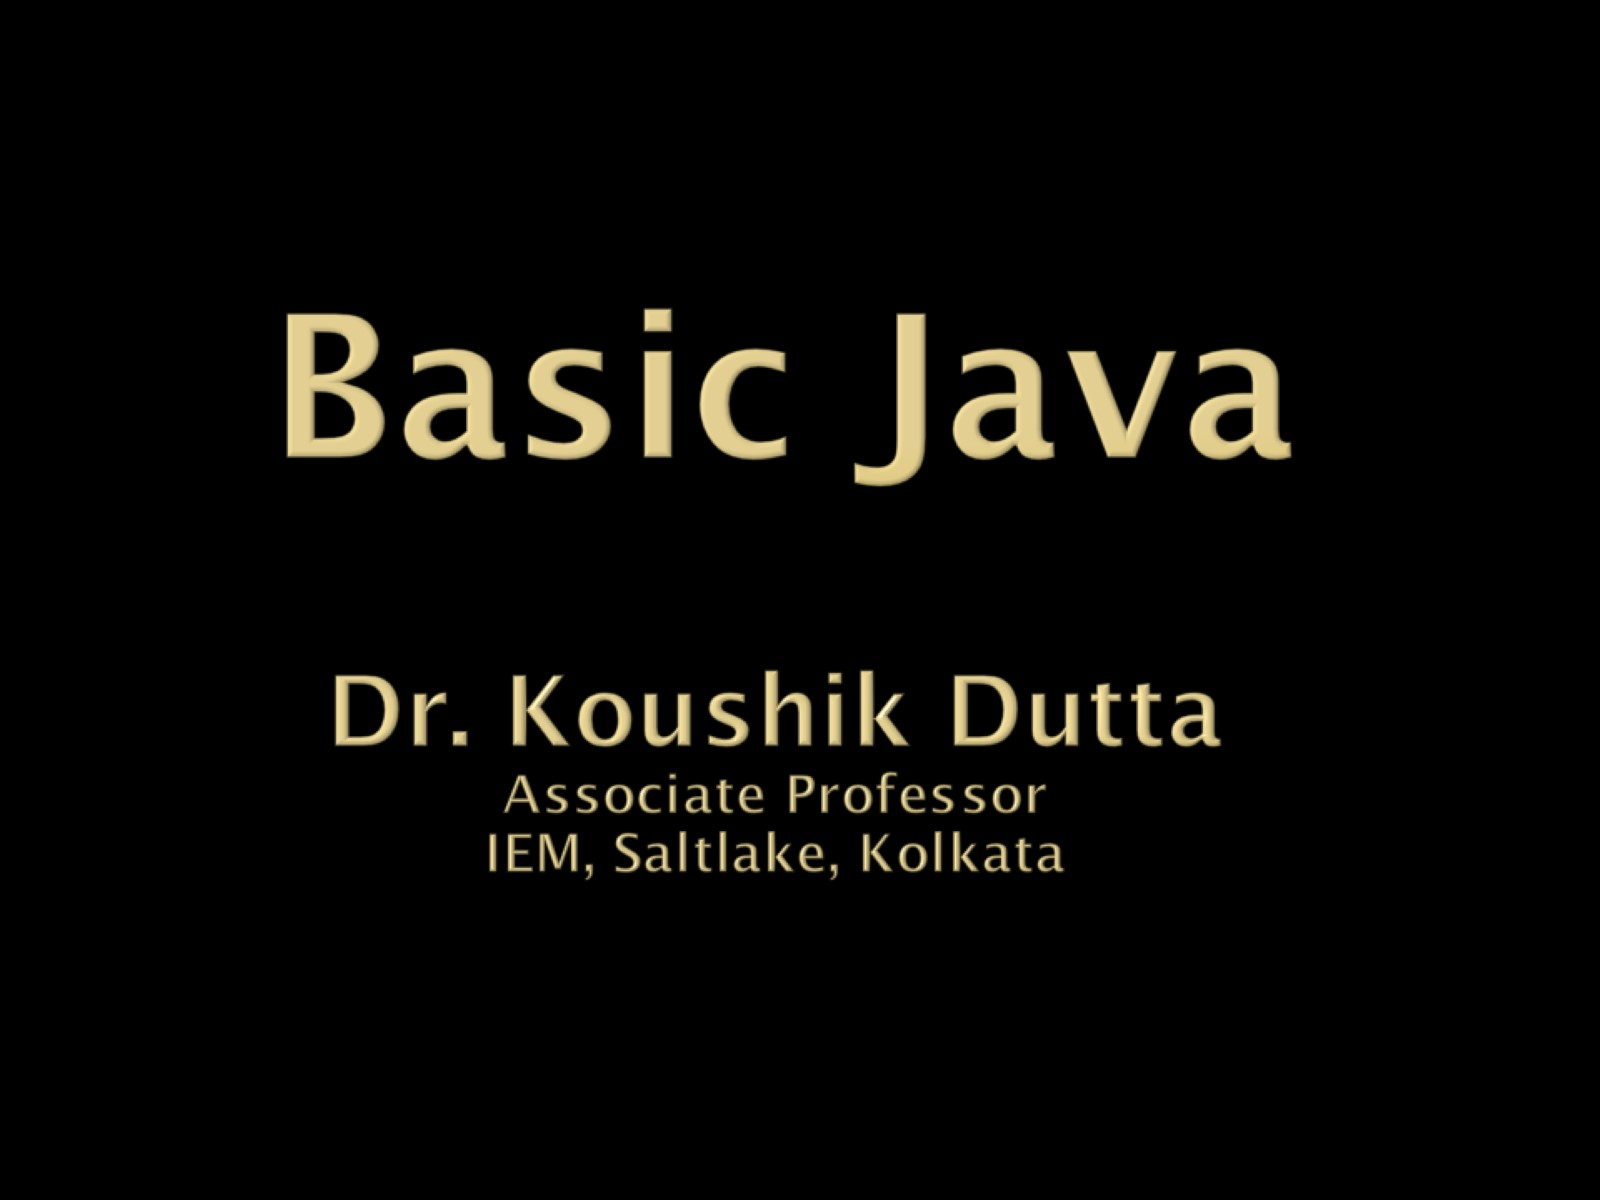 Basic Java
Dr. Koushik Dutta
Associate Professor
IEM, Saltlake, Kolkata